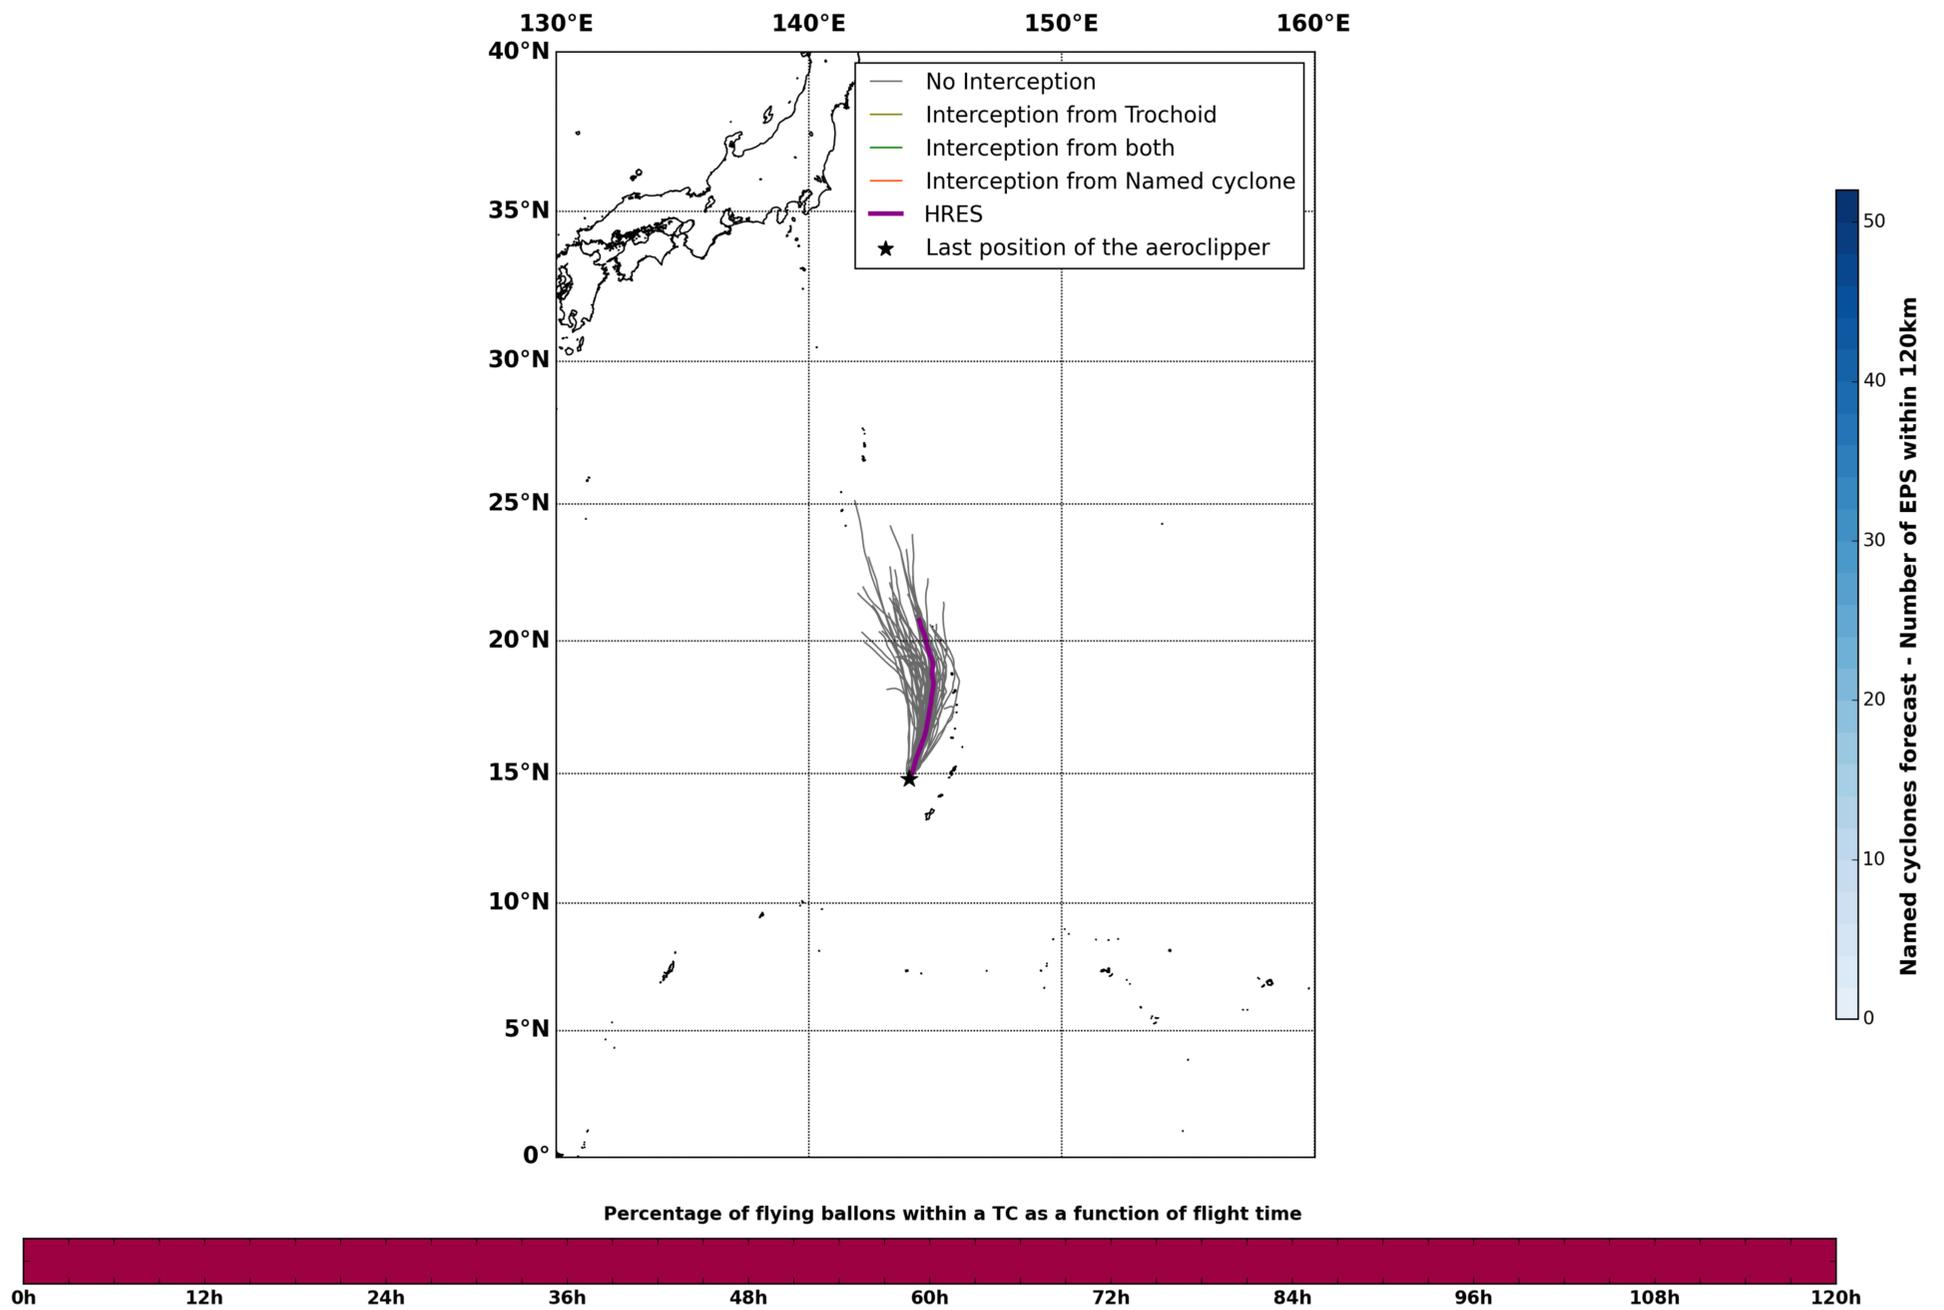 130°E 140°E 150°E 160°E
40°N
35°N
30°N
25°N
20°N
15°N
10°N
5°N
0°
No Interception
Interception from Trochoid
Interception from both
Interception from Named cyclone
HRES
Last position of the aeroclipper
50
40
30
20
10
0
Named cyclones forecast - Number of EPS within 120km
Percentage of flying ballons within a TC as a function of flight time
0h 12h 24h 36h 48h 60h 72h 84h 96h 108h 120h